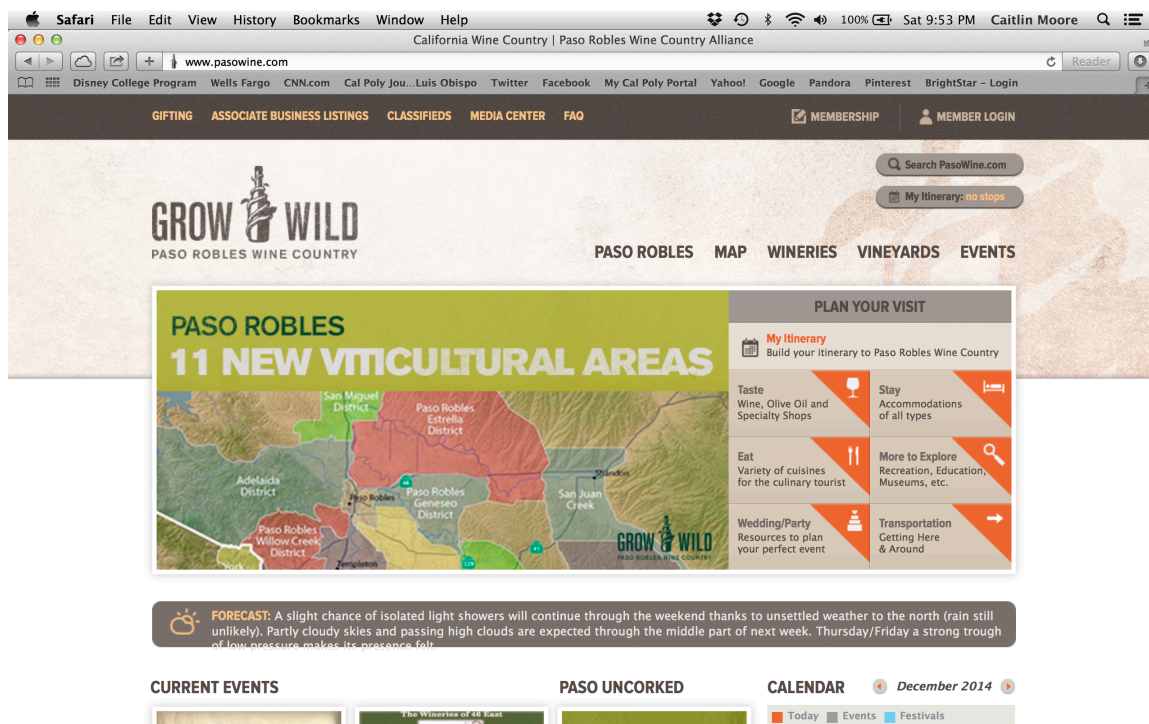 Safari File Edit View History Bookmarks Window Help 100% Sat 9:53 PM Caitlin Moore
California Wine Country | Paso Robles Wine Country Alliance
www.pasowine.com Reader
Disney College Program Wells Fargo CNN.com Cal Poly Jou...Luis Obispo Twitter Facebook My Cal Poly Portal Yahoo! Google Pandora Pinterest BrightStar – Login
GIFTING ASSOCIATE BUSINESS LISTINGS CLASSIFIEDS MEDIA CENTER FAQ MEMBERSHIP MEMBER LOGIN
Search PasoWine.com
My Itinerary: no stops
GROW WILD
PASO ROBLES WINE COUNTRY
PASO ROBLES MAP WINERIES VINEYARDS EVENTS
PASO ROBLES
11 NEW VITICULTURAL AREAS
San Miguel
District
Paso Robles
Estrella
District
Adelaida
District
Shandon
46
Paso Robles
Paso Robles
Geneseo
District
San Juan
Creek
Paso Robles
Willow Creek
District
41
York
Templeton
229
GROW WILD
PASO ROBLES WINE COUNTRY
PLAN YOUR VISIT
My Itinerary
Build your itinerary to Paso Robles Wine Country
Taste
Wine, Olive Oil and
Specialty Shops
Stay
Accommodations
of all types
Eat
Variety of cuisines
for the culinary tourist
More to Explore
Recreation, Education,
Museums, etc.
Wedding/Party
Resources to plan
your perfect event
Transportation
Getting Here
& Around
FORECAST: A slight chance of isolated light showers will continue through the weekend thanks to unsettled weather to the north (rain still
unlikely). Partly cloudy skies and passing high clouds are expected through the middle part of next week. Thursday/Friday a strong trough
of low pressure makes its presence felt.
CURRENT EVENTS
The Wineries of 46 East
PASO UNCORKED
CALENDAR December 2014
Today Events Festivals